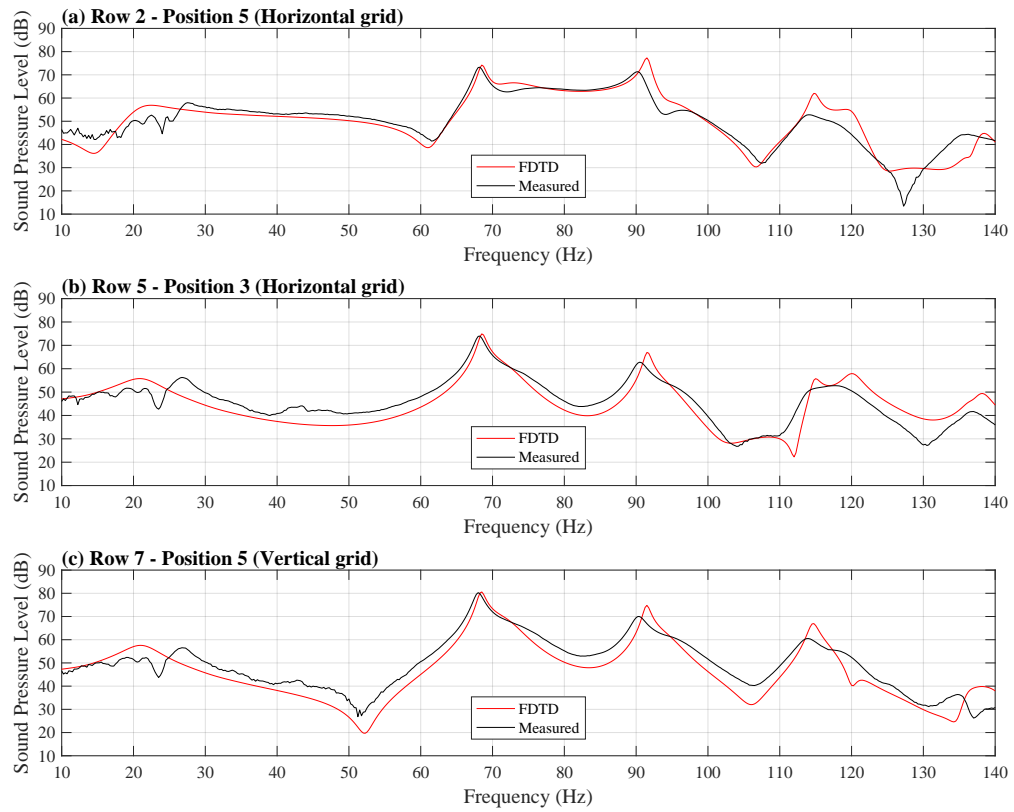 (a) Row 2 - Position 5 (Horizontal grid)
Sound Pressure Level (dB)
90
80
70
60
50
40
30
20
10
FDTD
Measured
10 20 30 40 50 60 70 80 90 100 110 120 130 140
Frequency (Hz)
(b) Row 5 - Position 3 (Horizontal grid)
Sound Pressure Level (dB)
90
80
70
60
50
40
30
20
10
FDTD
Measured
10 20 30 40 50 60 70 80 90 100 110 120 130 140
Frequency (Hz)
(c) Row 7 - Position 5 (Vertical grid)
Sound Pressure Level (dB)
90
80
70
60
50
40
30
20
10
FDTD
Measured
10 20 30 40 50 60 70 80 90 100 110 120 130 140
Frequency (Hz)